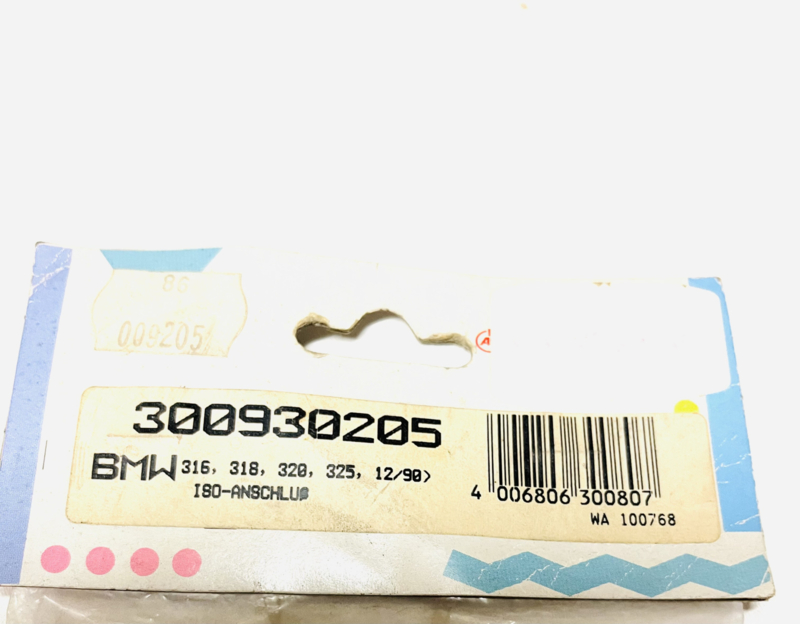 86
009205
A
300930205
BMW 316, 318, 320, 325, 12/90>
ISO-ANSCHLUß
4 006806 300807
WA 100768